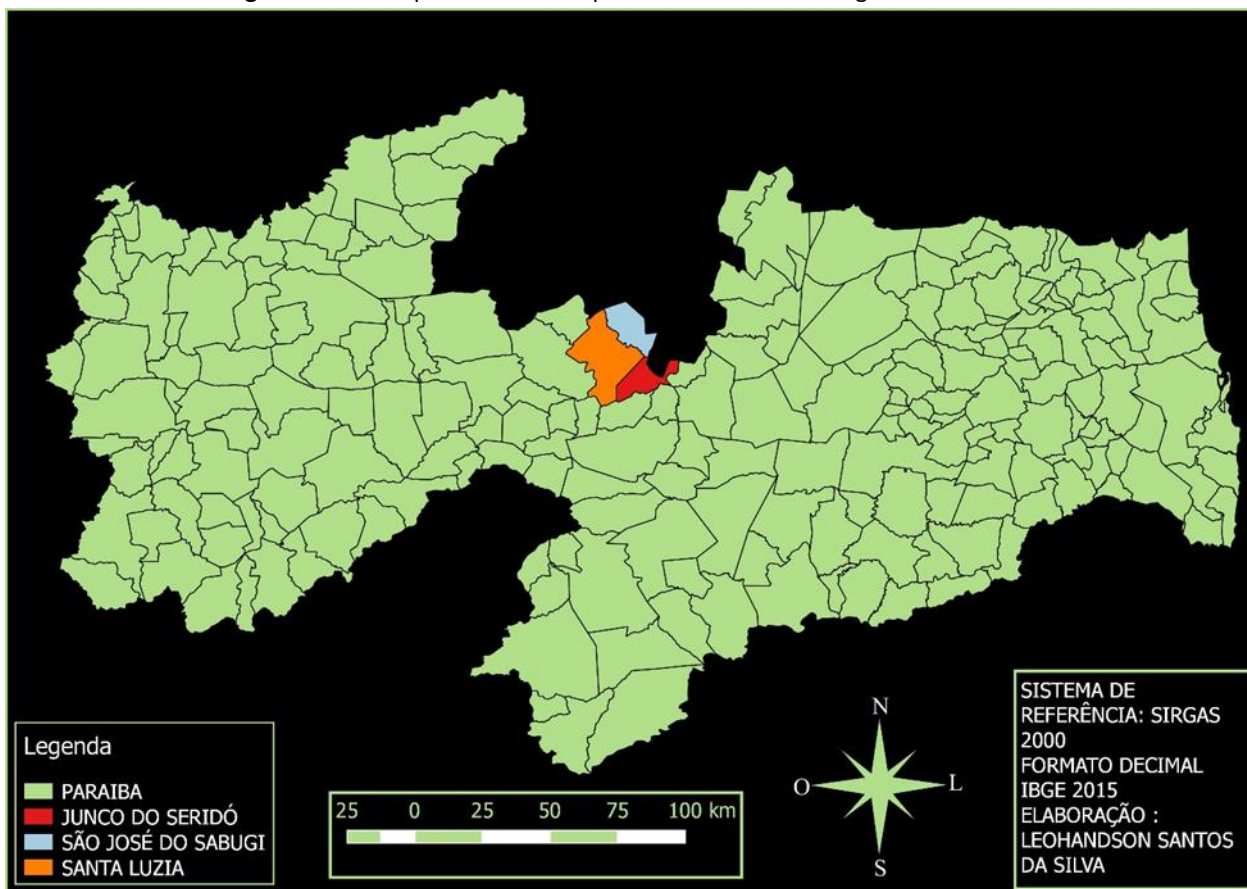 Legenda
PARAIBA
JUNCO DO SERIDÓ
SÃO JOSÉ DO SABUGI
SANTA LUZIA
25 0 25 50 75 100 km
N
O L
S
SISTEMA DE
REFERÊNCIA: SIRGAS
2000
FORMATO DECIMAL
IBGE 2015
ELABORAÇÃO :
LEOHANDSON SANTOS
DA SILVA